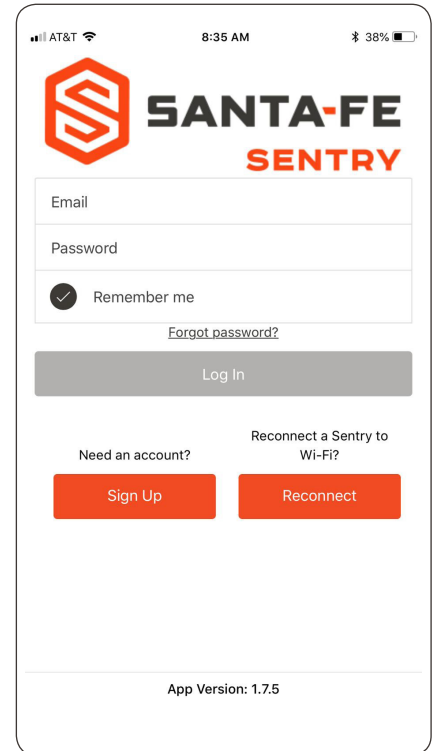 AT&T 8:35 AM 38%
SANTA-FE
SENTRY
Email
Password
Remember me
Forgot password?
Log In
Need an account?
Sign Up
Reconnect a Sentry to
Wi-Fi?
Reconnect
App Version: 1.7.5